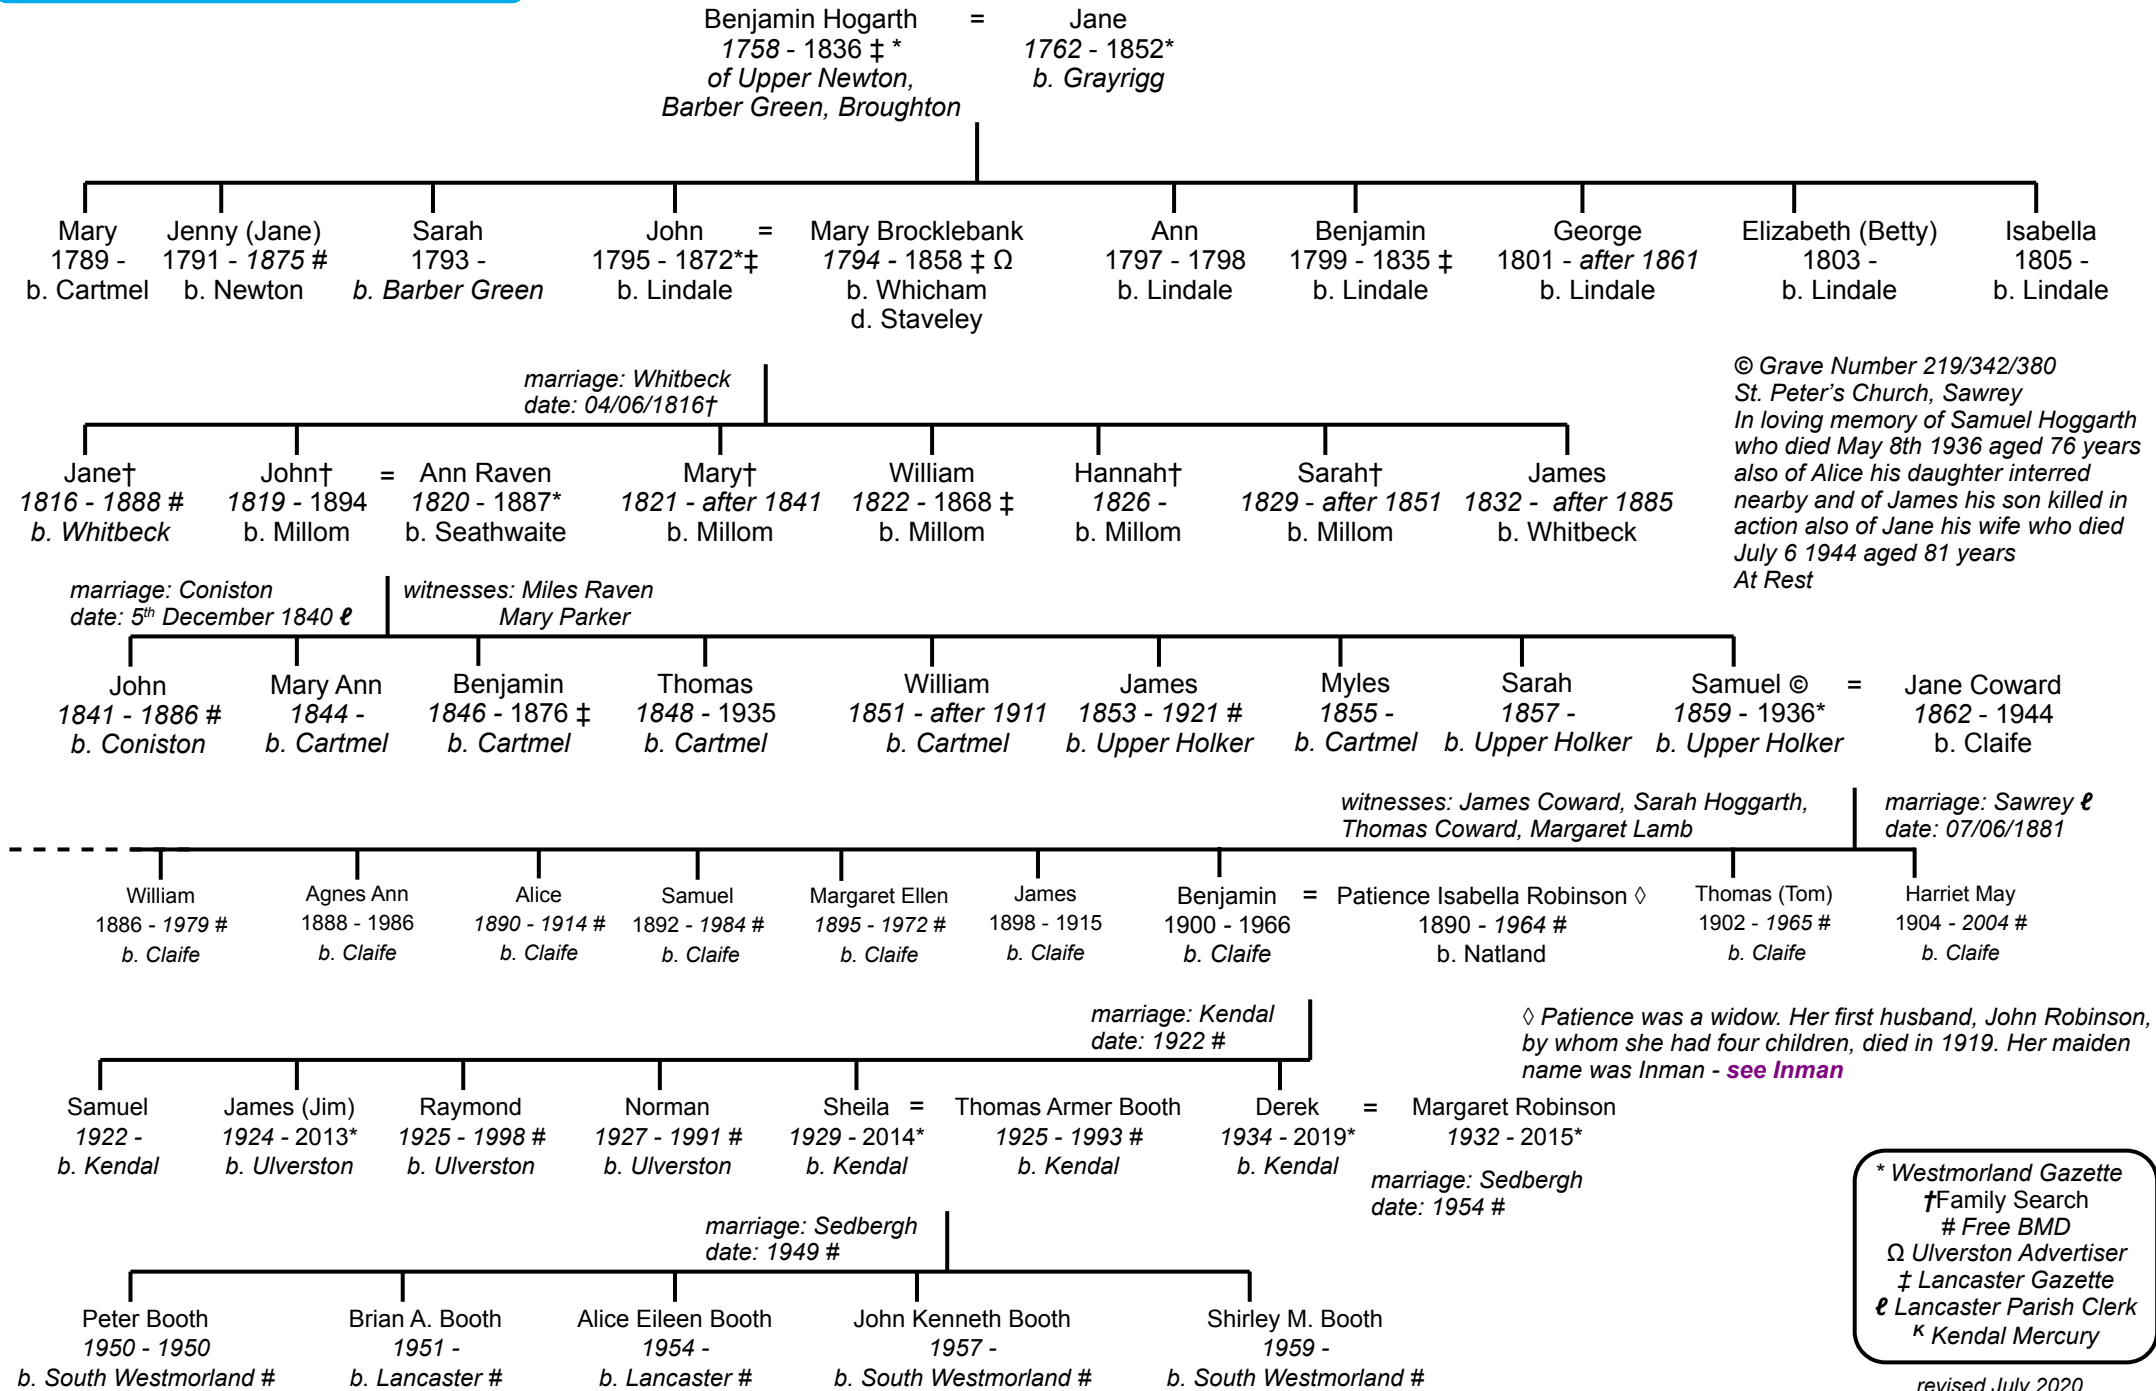 Benjamin Hogarth = Jane
1758 - 1836 ‡ * 1762 - 1852*
of Upper Newton, b. Grayrigg
Barber Green, Broughton
Mary Jenny (Jane) Sarah John = Mary Brocklebank Ann Benjamin George Elizabeth (Betty) Isabella
1789 - 1791 - 1875 # 1793 - 1795 - 1872*‡ 1794 - 1858 ‡ Ω 1797 - 1798 1799 - 1835 ‡ 1801 - after 1861 1803 - 1805 -
b. Cartmel b. Newton b. Barber Green b. Lindale b. Whicham b. Lindale b. Lindale b. Lindale b. Lindale b. Lindale
d. Staveley
marriage: Whitbeck
date: 04/06/1816†
© Grave Number 219/342/380
St. Peter's Church, Sawrey
In loving memory of Samuel Hoggarth
who died May 8th 1936 aged 76 years
also of Alice his daughter interred
nearby and of James his son killed in
action also of Jane his wife who died
July 6 1944 aged 81 years
At Rest
Jane† John† = Ann Raven Mary† William Hannah† Sarah† James
1816 - 1888 # 1819 - 1894 1820 - 1887* 1821 - after 1841 1822 - 1868 ‡ 1826 - 1829 - after 1851 1832 - after 1885
b. Whitbeck b. Millom b. Seathwaite b. Millom b. Millom b. Millom b. Millom b. Whitbeck
marriage: Coniston witnesses: Miles Raven
date: 5th December 1840 ℓ Mary Parker
John Mary Ann Benjamin Thomas William James Myles Sarah Samuel © = Jane Coward
1841 - 1886 # 1844 - 1846 - 1876 ‡ 1848 - 1935 1851 - after 1911 1853 - 1921 # 1855 - 1857 - 1859 - 1936* 1862 - 1944
b. Coniston b. Cartmel b. Cartmel b. Cartmel b. Cartmel b. Upper Holker b. Cartmel b. Upper Holker b. Upper Holker b. Claife
witnesses: James Coward, Sarah Hoggarth, marriage: Sawrey ℓ
Thomas Coward, Margaret Lamb date: 07/06/1881
William Agnes Ann Alice Samuel Margaret Ellen James Benjamin = Patience Isabella Robinson ◊ Thomas (Tom) Harriet May
1886 - 1979 # 1888 - 1986 1890 - 1914 # 1892 - 1984 # 1895 - 1972 # 1898 - 1915 1900 - 1966 1890 - 1964 # 1902 - 1965 # 1904 - 2004 #
b. Claife b. Claife b. Claife b. Claife b. Claife b. Claife b. Claife b. Natland b. Claife b. Claife
marriage: Kendal
date: 1922 #
◊ Patience was a widow. Her first husband, John Robinson,
by whom she had four children, died in 1919. Her maiden
name was Inman - see Inman
Samuel James (Jim) Raymond Norman Sheila = Thomas Armer Booth Derek = Margaret Robinson
1922 - 1924 - 2013* 1925 - 1998 # 1927 - 1991 # 1929 - 2014* 1925 - 1993 # 1934 - 2019* 1932 - 2015*
b. Kendal b. Ulverston b. Ulverston b. Ulverston b. Kendal b. Kendal b. Kendal
marriage: Sedbergh
date: 1954 #
marriage: Sedbergh
date: 1949 #
Peter Booth Brian A. Booth Alice Eileen Booth John Kenneth Booth Shirley M. Booth
1950 - 1950 1951 - 1954 - 1957 - 1959 -
b. South Westmorland # b. Lancaster # b. Lancaster # b. South Westmorland # b. South Westmorland #
* Westmorland Gazette
†Family Search
# Free BMD
Ω Ulverston Advertiser
‡ Lancaster Gazette
ℓ Lancaster Parish Clerk
K Kendal Mercury
revised July 2020